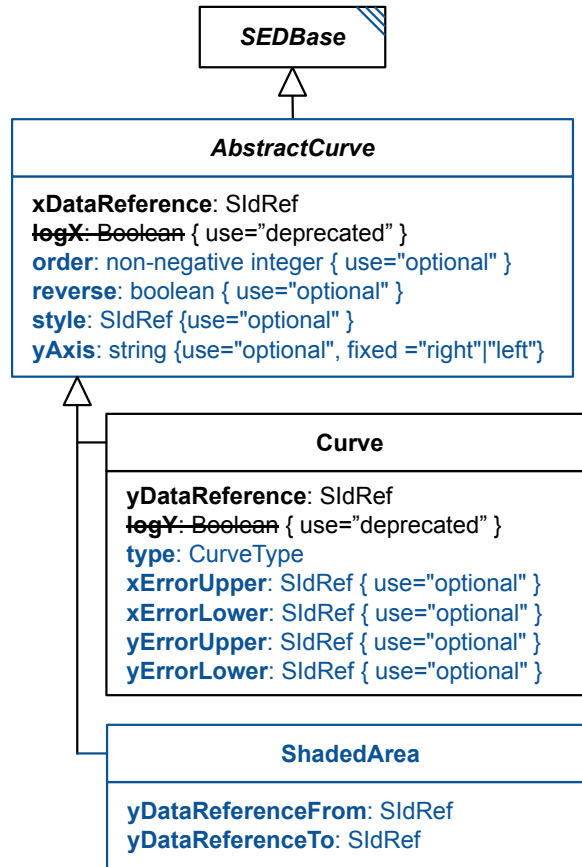 SEDBase
AbstractCurve
xDataReference: SIdRef
logX: Boolean { use=”deprecated” }
order: non-negative integer { use="optional" }
reverse: boolean { use="optional" }
style: SIdRef {use="optional" }
yAxis: string {use="optional", fixed ="right"|"left"}
Curve
yDataReference: SIdRef
logY: Boolean { use=”deprecated” }
type: CurveType
xErrorUpper: SIdRef { use="optional" }
xErrorLower: SIdRef { use="optional" }
yErrorUpper: SIdRef { use="optional" }
yErrorLower: SIdRef { use="optional" }
ShadedArea
yDataReferenceFrom: SIdRef
yDataReferenceTo: SIdRef